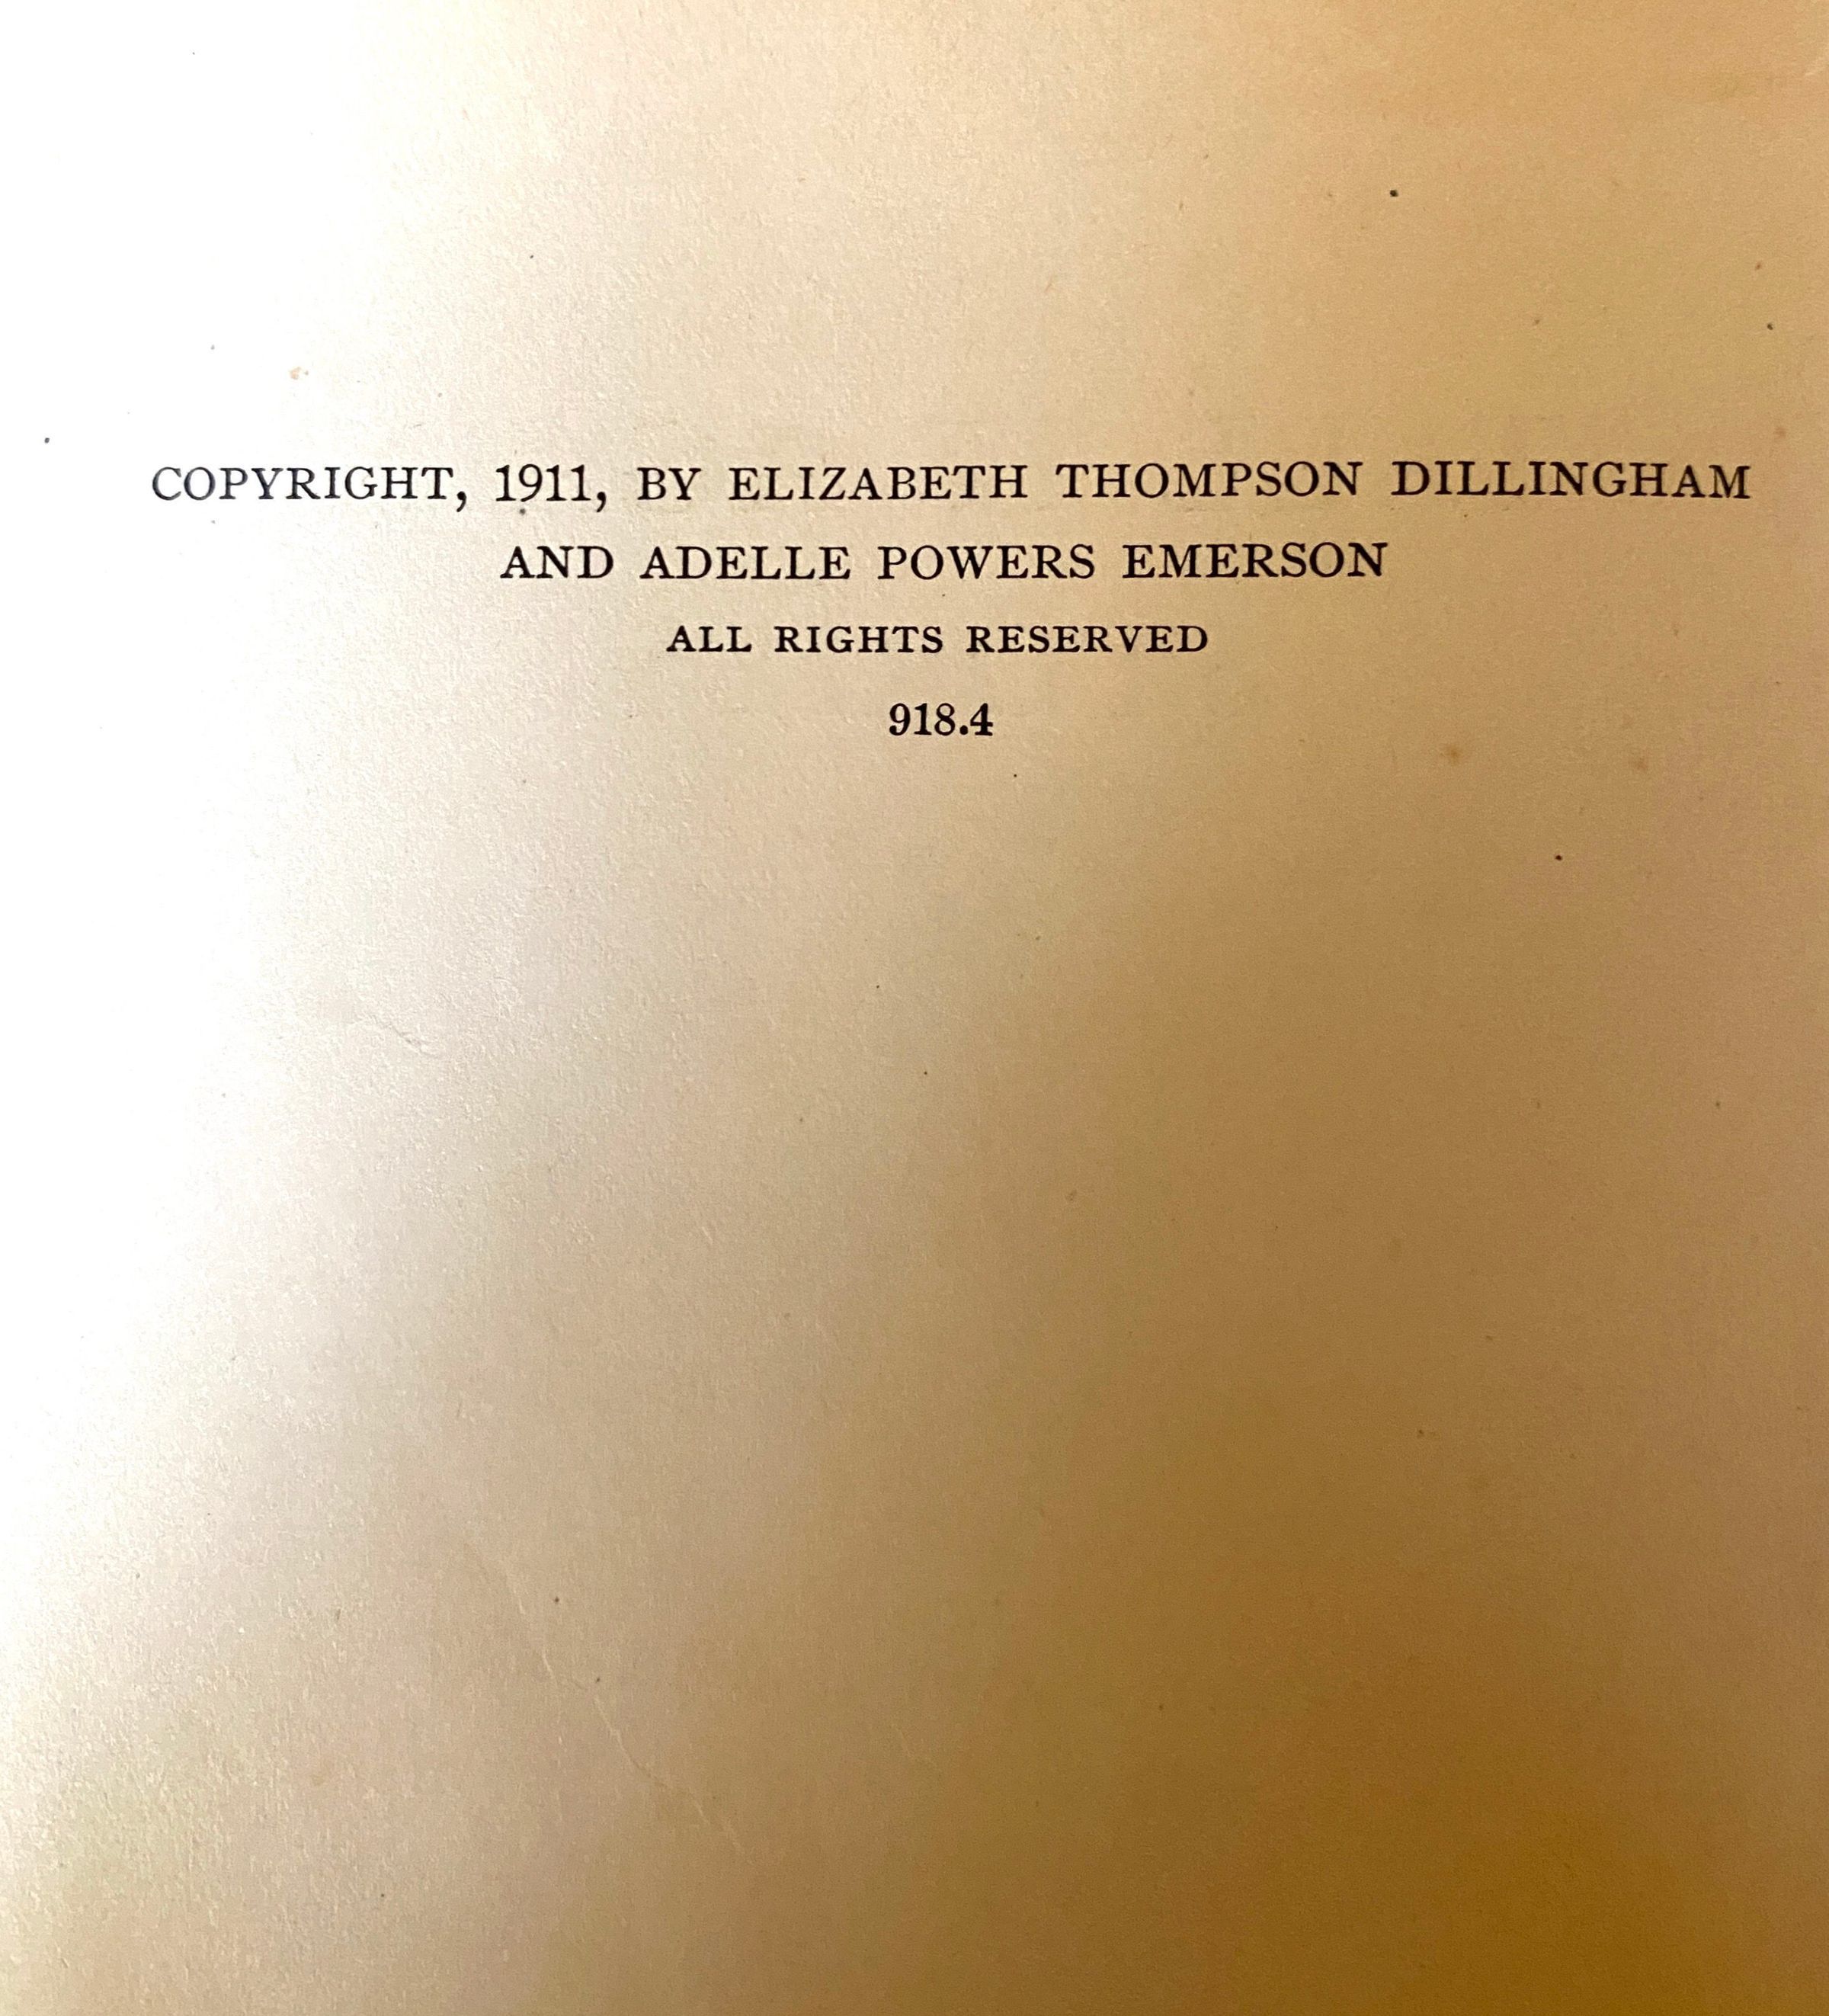 COPYRIGHT, 1911, BY ELIZABETH THOMPSON DILLINGHAM
AND ADELLE POWERS EMERSON
ALL RIGHTS RESERVED
918.4